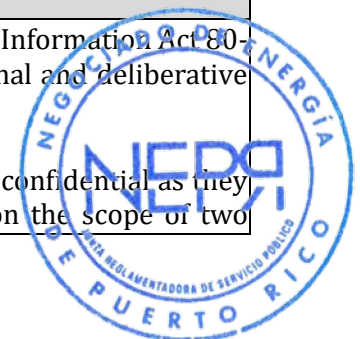 Information Act 80-
nal and deliberative
confidential as they
on the scope of two
NEGOCIADO DE ENERGÍA
NEPR
JUNTA REGLAMENTADORA DE SERVICIO PÚBLICO
DE PUERTO RICO